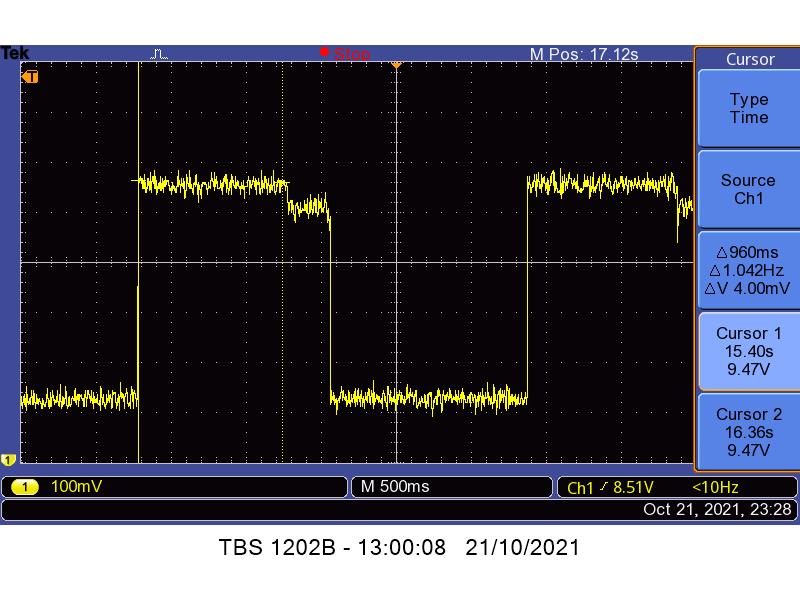 Tek Stop M Pos: 17.12s
Cursor
T
Type
Time
Source
Ch1
△960ms
△1.042Hz
△V 4.00mV
Cursor 1
15.40s
9.47V
Cursor 2
16.36s
9.47V
1
1 100mV M 500ms Ch1 8.51V <10Hz
Oct 21, 2021, 23:28
TBS 1202B - 13:00:08 21/10/2021